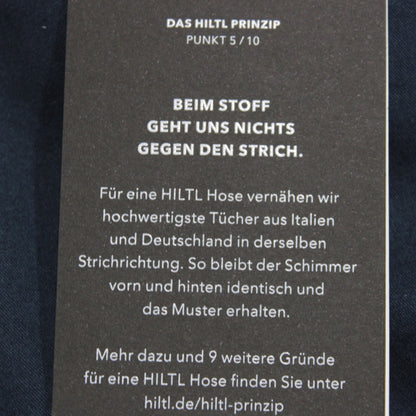 DAS HILTL PRINZIP
PUNKT 5 / 10
BEIM STOFF
GEHT UNS NICHTS
GEGEN DEN STRICH.
Für eine HILTL Hose vernähen wir
hochwertigste Tücher aus Italien
und Deutschland in derselben
Strichrichtung. So bleibt der Schimmer
vorn und hinten identisch und
das Muster erhalten.
Mehr dazu und 9 weitere Gründe
für eine HILTL Hose finden Sie unter
hiltl.de/hiltl-prinzip